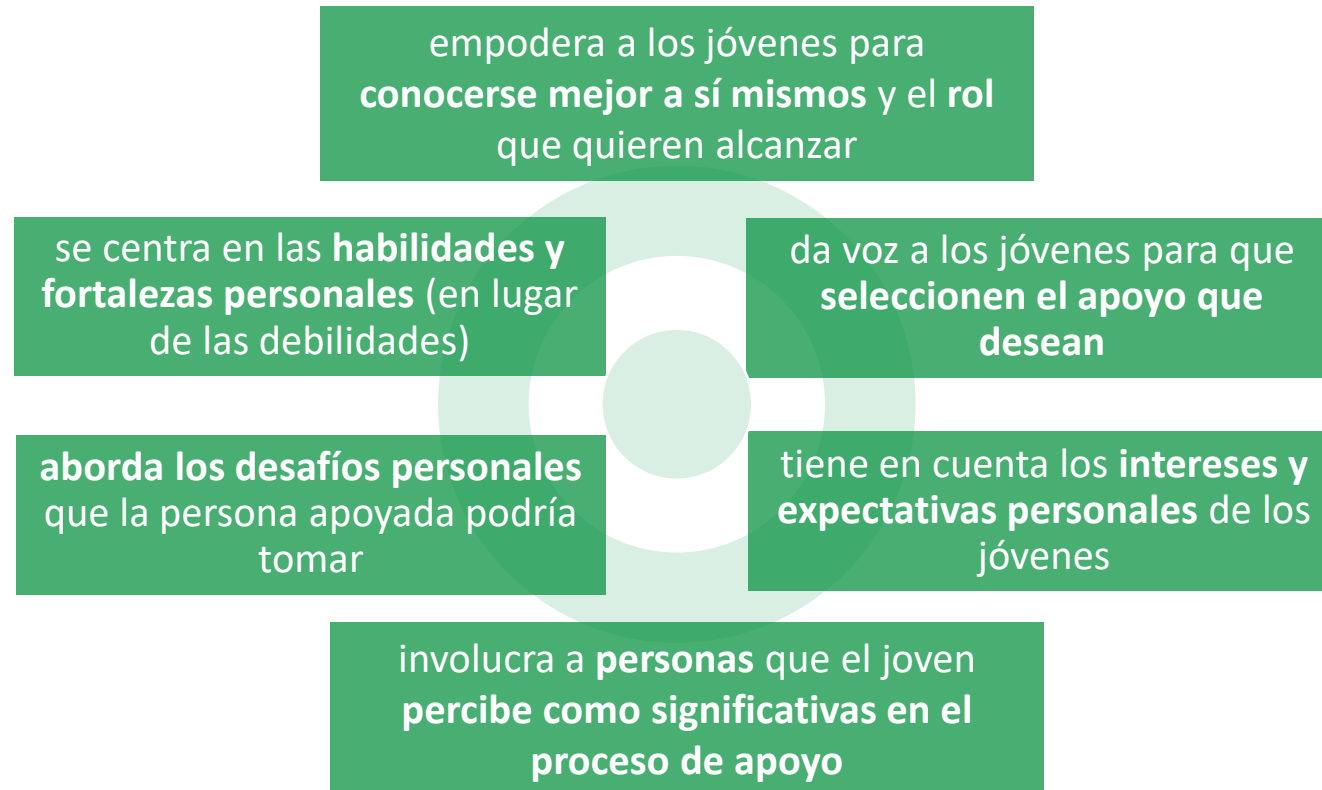 empodera a los jóvenes para
conocerse mejor a sí mismos y el rol
que quieren alcanzar
se centra en las habilidades y
fortalezas personales (en lugar
de las debilidades)
da voz a los jóvenes para que
seleccionen el apoyo que
desean
aborda los desafíos personales
que la persona apoyada podría
tomar
tiene en cuenta los intereses y
expectativas personales de los
jóvenes
involucra a personas que el joven
percibe como significativas en el
proceso de apoyo